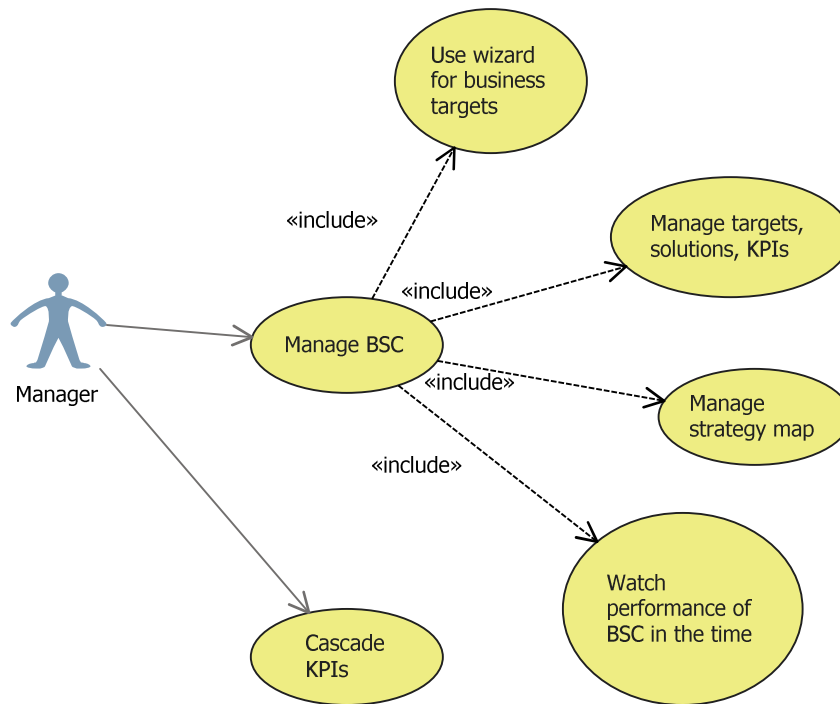 Use wizard
for business
targets
«include»
Manage targets,
solutions, KPIs
«include»
Manage BSC
Manager
«include»
Manage
strategy map
«include»
Watch
performance of
BSC in the time
Cascade
KPIs